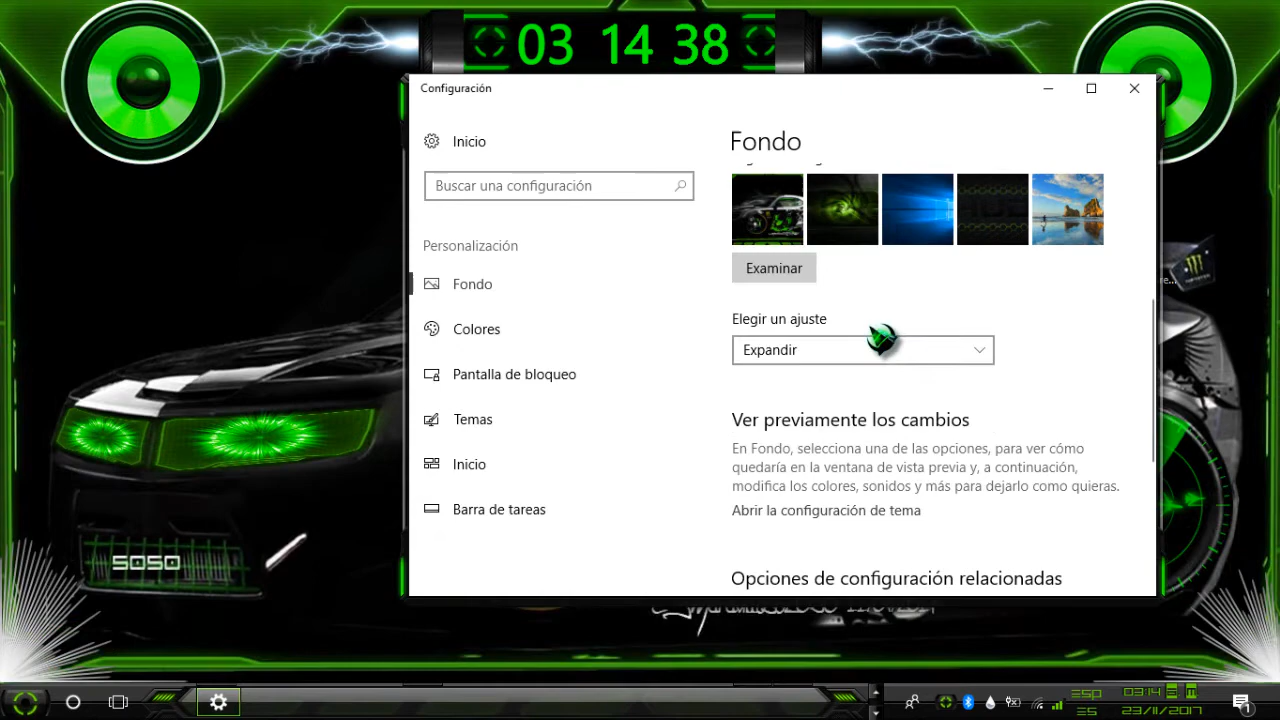 03 14 38
Configuración
Inicio
Buscar una configuración
Personalización
Fondo
Colores
Pantalla de bloqueo
Temas
Inicio
Barra de tareas
Fondo
Examinar
Elegir un ajuste
Expandir
Ver previamente los cambios
En Fondo, selecciona una de las opciones, para ver cómo
quedaría en la ventana de vista previa y, a continuación,
modifica los colores, sonidos y más para dejarlo como quieras.
Abrir la configuración de tema
Opciones de configuración relacionadas
re...
SOSO
ESP
ES
03:14
23/11/2017
1